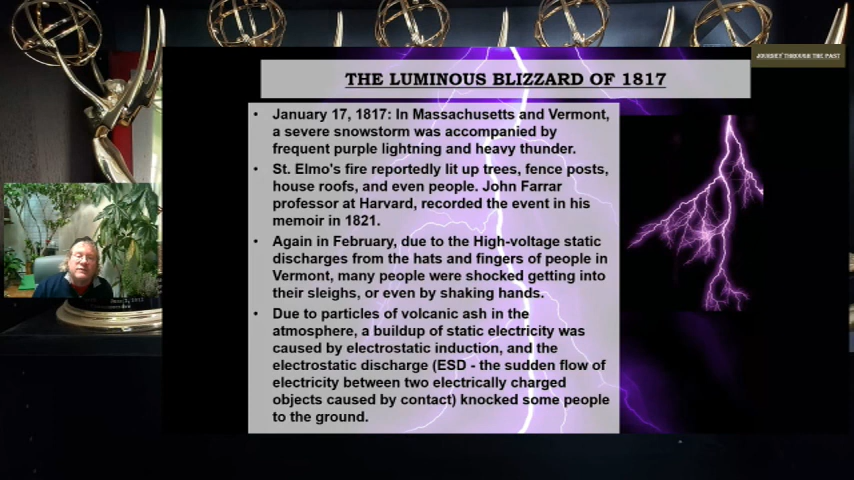 THE LUMINOUS BLIZZARD OF 1817
JOURNEY THROUGH THE PAST
• January 17, 1817: In Massachusetts and Vermont,
a severe snowstorm was accompanied by
frequent purple lightning and heavy thunder.
• St. Elmo's fire reportedly lit up trees, fence posts,
house roofs, and even people. John Farrar
professor at Harvard, recorded the event in his
memoir in 1821.
• Again in February, due to the High-voltage static
discharges from the hats and fingers of people in
Vermont, many people were shocked getting into
their sleighs, or even by shaking hands.
• Due to particles of volcanic ash in the
atmosphere, a buildup of static electricity was
caused by electrostatic induction, and the
electrostatic discharge (ESD - the sudden flow of
electricity between two electrically charged
objects caused by contact) knocked some people
to the ground.